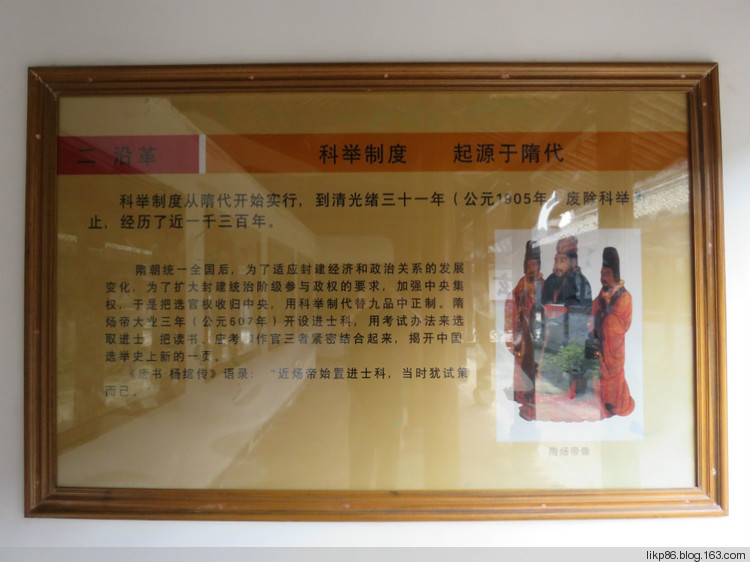 二 沿革
科举制度 起源于隋代
科举制度从隋代开始实行，到清光绪三十一年（公元1905年）废除科举为
止，经历了近一千三百年。
隋朝统一全国后，为了适应封建经济和政治关系的发展
变化，为了扩大封建统治阶级参与政权的要求，加强中央集
权，于是把选官权收归中央，用科举制代替九品中正制。隋
炀帝大业三年（公元607年）开设进士科，用考试办法来选
取进士，把读书、应考和作官三者紧密结合起来，揭开中国
选举史上新的一页。
《唐书·杨绾传》语录：“近炀帝始置进士科，当时犹试策
而已。
隋炀帝像
likp86.blog.163.com